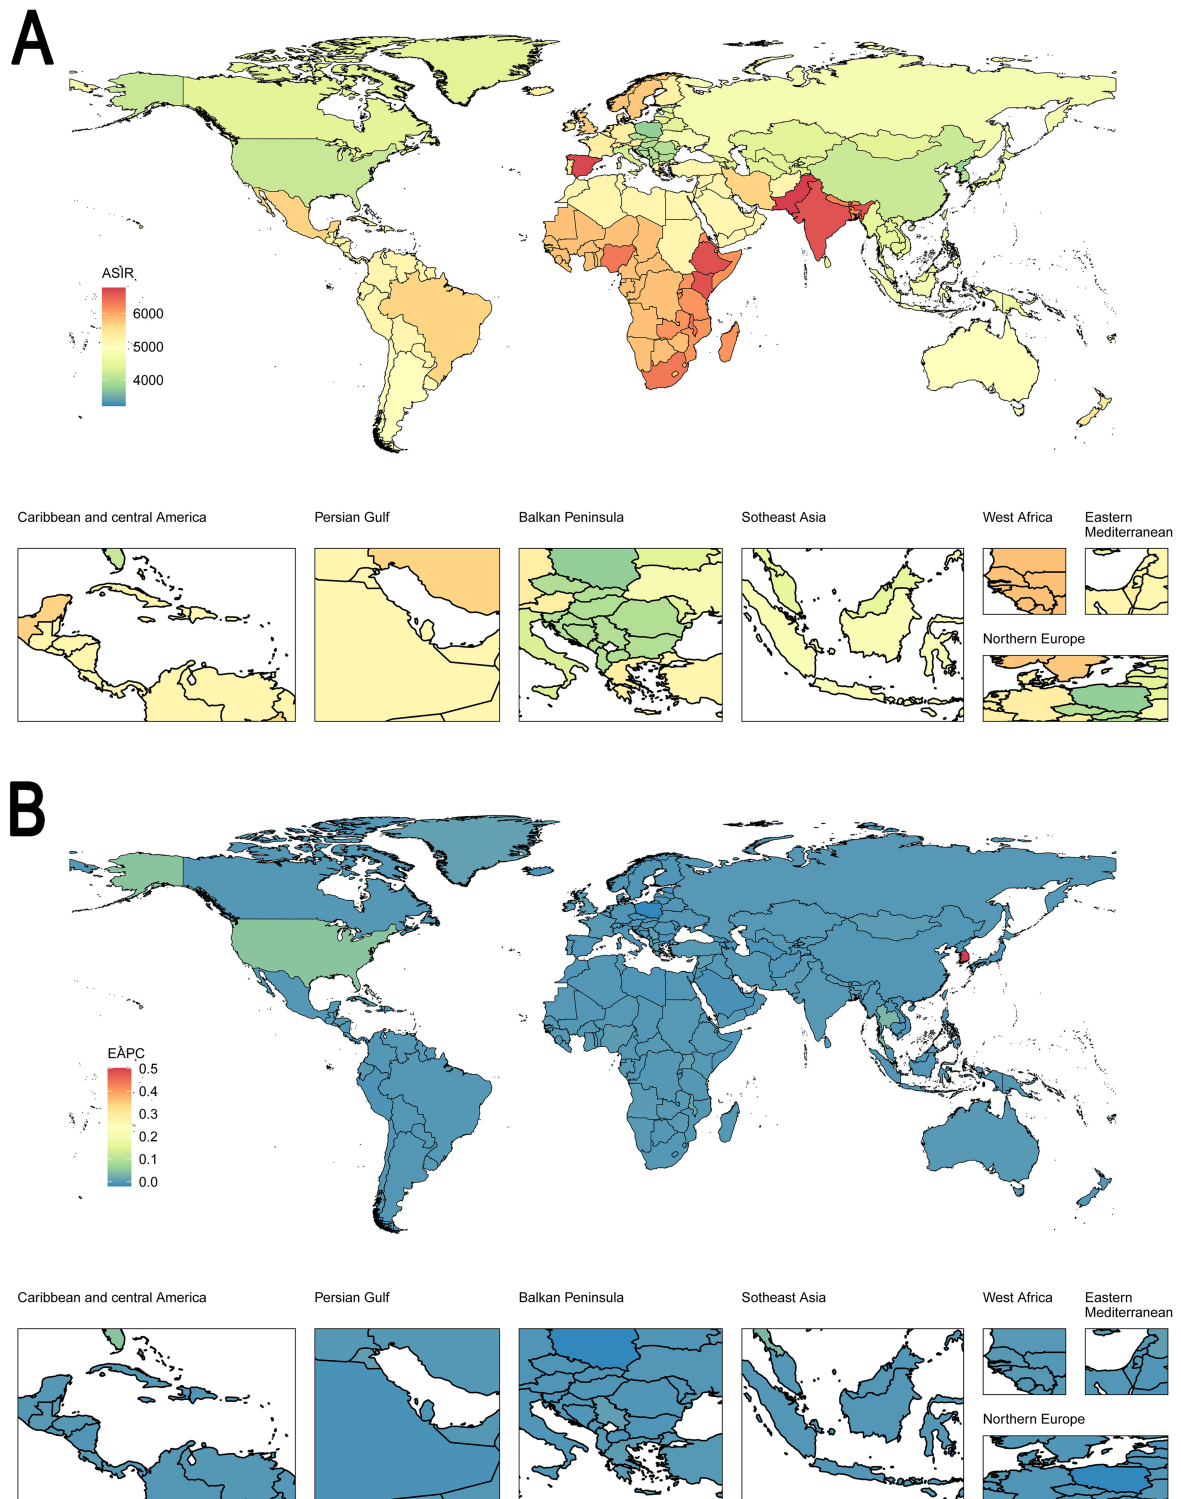 A
ASIR
6000
5000
4000
Caribbean and central America
Persian Gulf
Balkan Peninsula
Sotheast Asia
West Africa
Eastern
Mediterranean
Northern Europe
B
EAPC
0.5
0.4
0.3
0.2
0.1
0.0
Caribbean and central America
Persian Gulf
Balkan Peninsula
Sotheast Asia
West Africa
Eastern
Mediterranean
Northern Europe